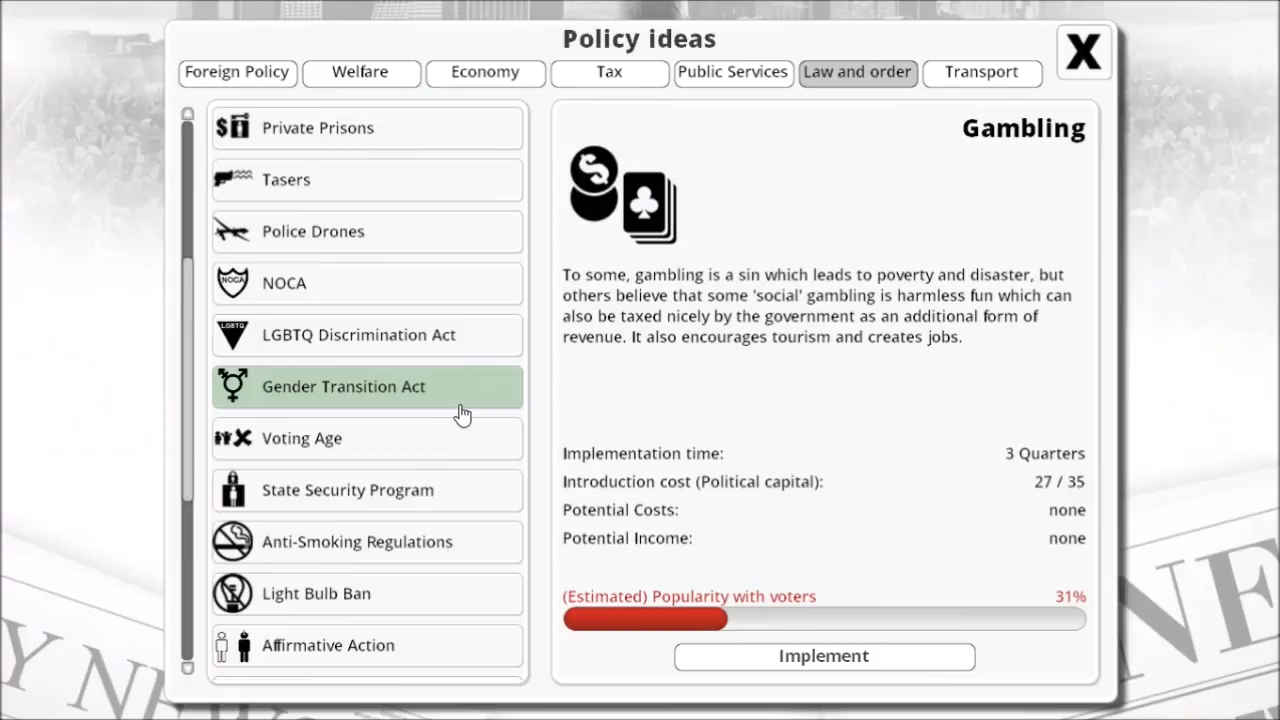 Policy ideas
X
Foreign Policy
Welfare
Economy
Tax
Public Services
Law and order
Transport
Private Prisons
Tasers
Police Drones
NOCA
NOCA
LGBTQ
LGBTQ Discrimination Act
Gender Transition Act
Voting Age
State Security Program
Anti-Smoking Regulations
Light Bulb Ban
Affirmative Action
Gambling
To some, gambling is a sin which leads to poverty and disaster, but
others believe that some 'social' gambling is harmless fun which can
also be taxed nicely by the government as an additional form of
revenue. It also encourages tourism and creates jobs.
Implementation time: 3 Quarters
Introduction cost (Political capital): 27 / 35
Potential Costs: none
Potential Income: none
(Estimated) Popularity with voters 31%
Implement
Y NEWS
NE